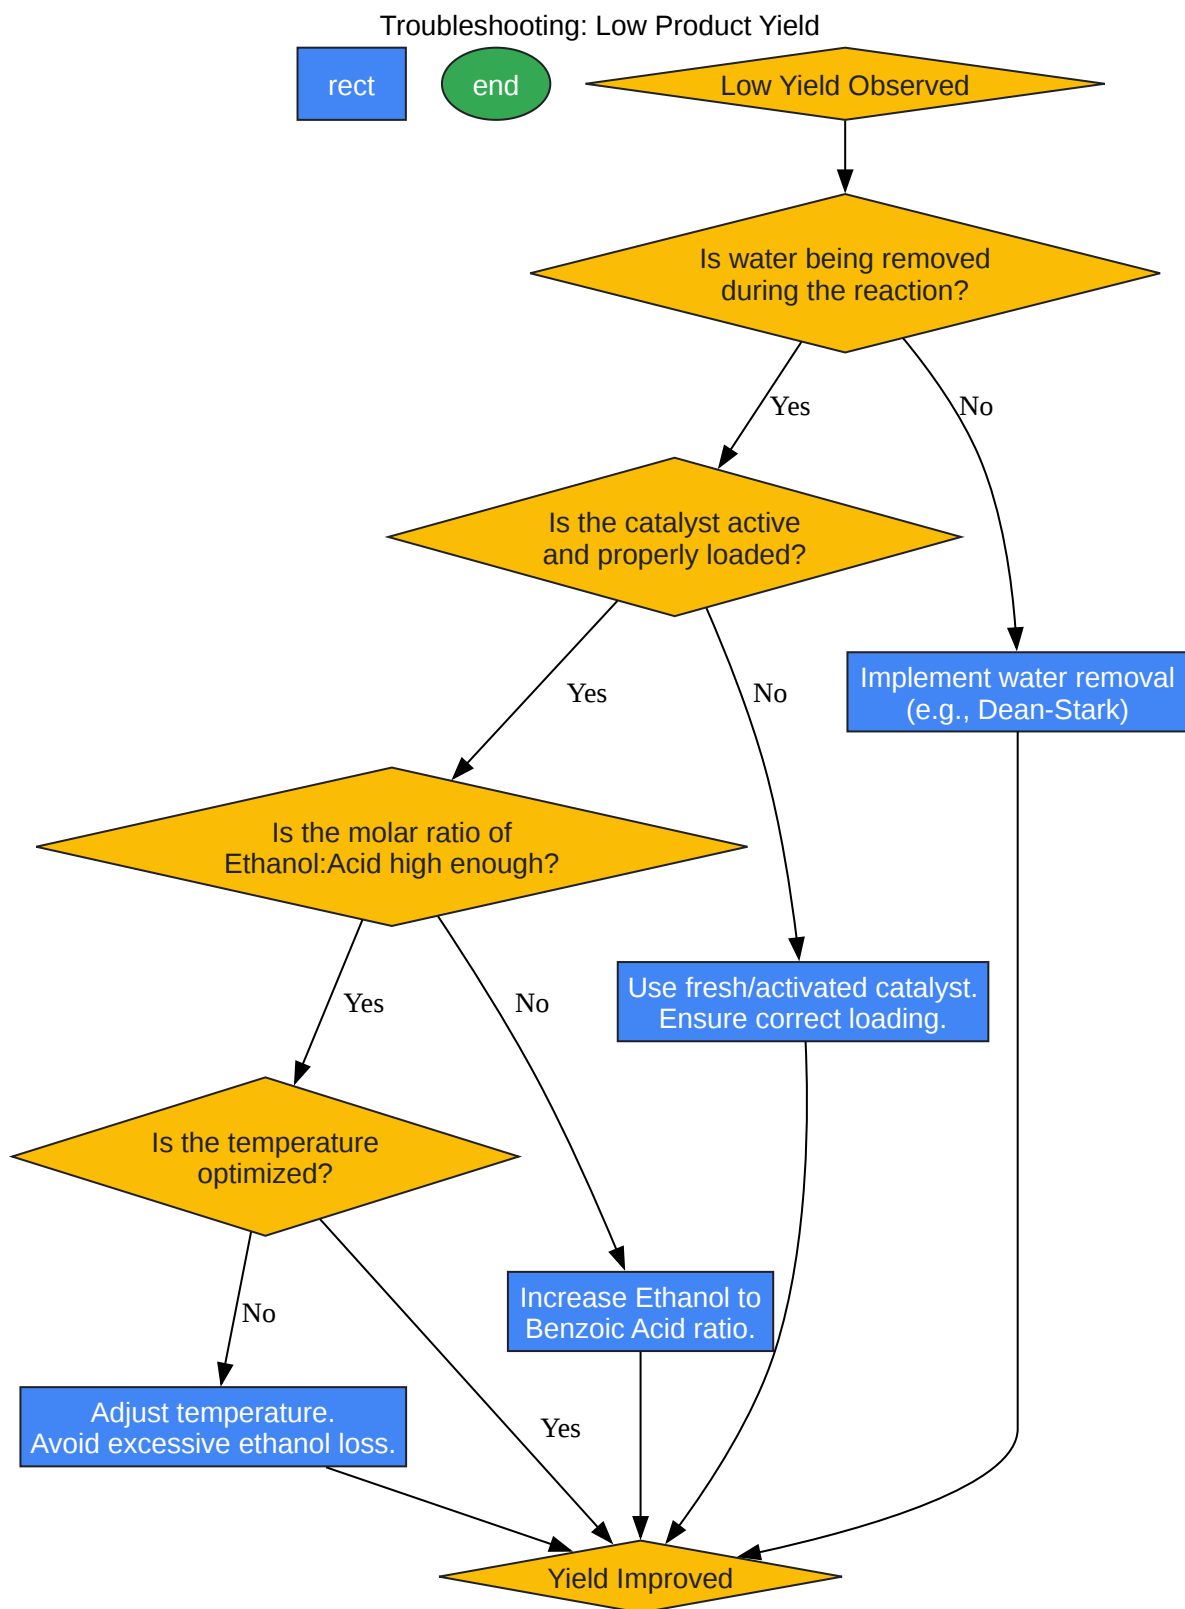 Troubleshooting: Low Product Yield
rect
end
Low Yield Observed
Is water being removed
during the reaction?
Yes
No
Is the catalyst active
and properly loaded?
Yes
No
Implement water removal
(e.g., Dean-Stark)
Is the molar ratio of
Ethanol:Acid high enough?
Yes
No
Use fresh/activated catalyst.
Ensure correct loading.
Is the temperature
optimized?
No
Yes
Increase Ethanol to
Benzoic Acid ratio.
Adjust temperature.
Avoid excessive ethanol loss.
Yield Improved